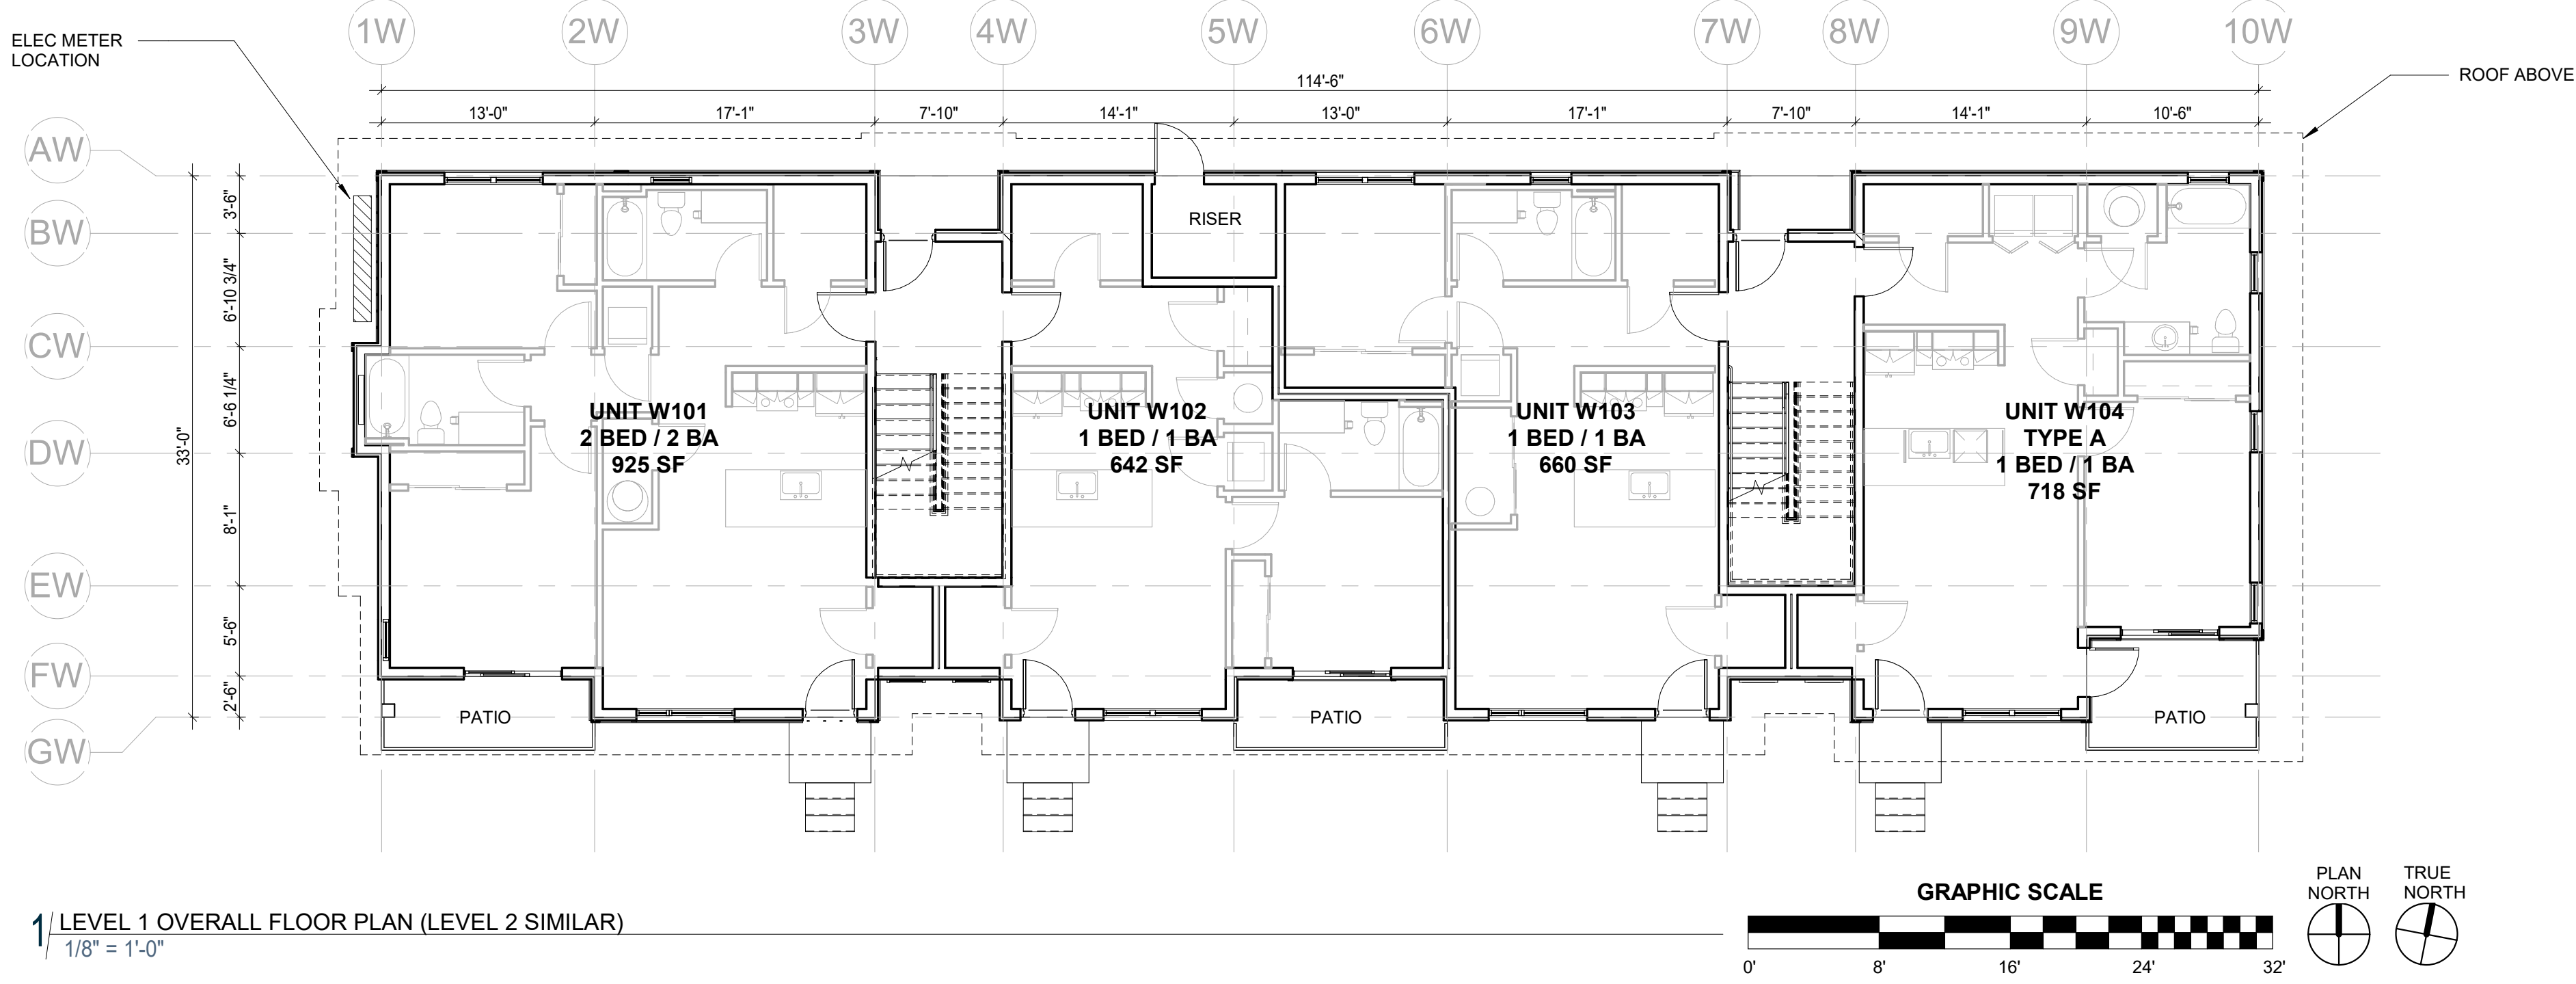 1W 2W 3W 4W 5W 6W 7W 8W 9W 10W
ELEC METER
LOCATION
ROOF ABOVE
114'-6"
13'-0" 17'-1" 7'-10" 14'-1" 13'-0" 17'-1" 7'-10" 14'-1" 10'-6"
AW
BW
CW
DW
EW
FW
GW
33'-0"
3'-6"
6'-10 3/4"
6'-6 1/4"
8'-1"
5'-6"
2'-6"
RISER
UNIT W101
2 BED / 2 BA
925 SF
UNIT W102
1 BED / 1 BA
642 SF
UNIT W103
1 BED / 1 BA
660 SF
UNIT W104
TYPE A
1 BED / 1 BA
718 SF
PATIO
PATIO
PATIO
1 LEVEL 1 OVERALL FLOOR PLAN (LEVEL 2 SIMILAR)
1/8" = 1'-0"
GRAPHIC SCALE
0' 8' 16' 24' 32'
PLAN
NORTH
TRUE
NORTH